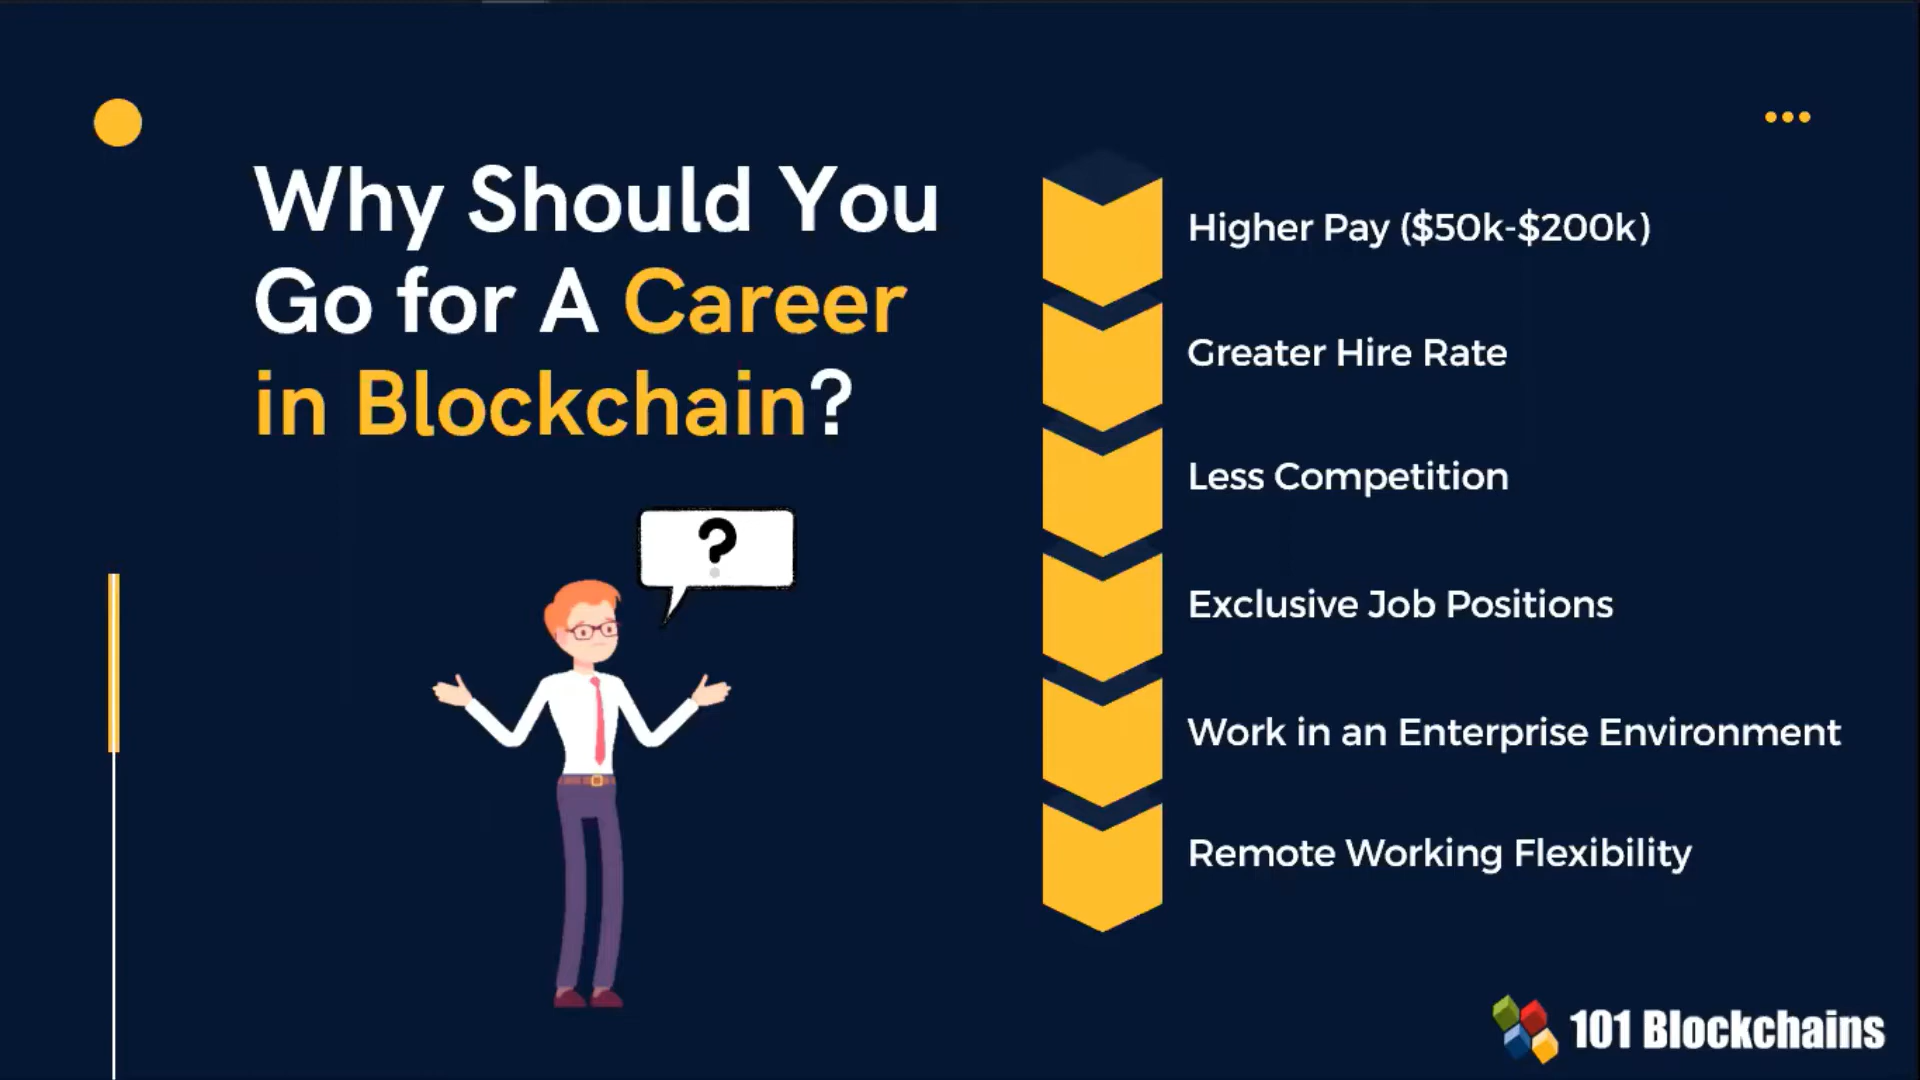 Why Should You
Go for A Career
in Blockchain?
?
Higher Pay ($50k-$200k)
Greater Hire Rate
Less Competition
Exclusive Job Positions
Work in an Enterprise Environment
Remote Working Flexibility
101 Blockchains